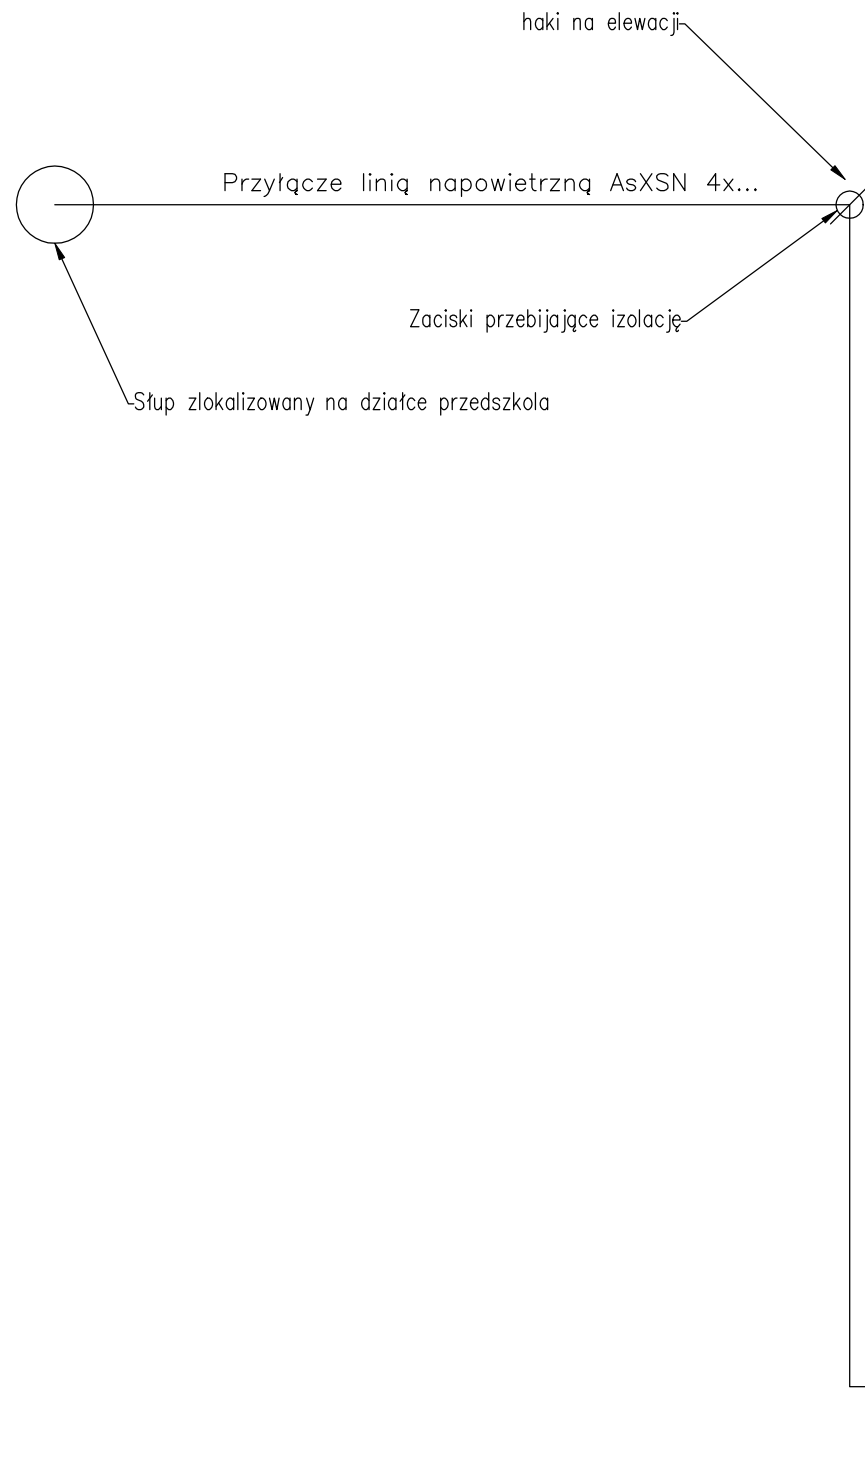 haki na elewacji
Przyłącze linią napowietrzną AsXSN 4x...
Zaciski przebijające izolację
Słup zlokalizowany na działce przedszkola